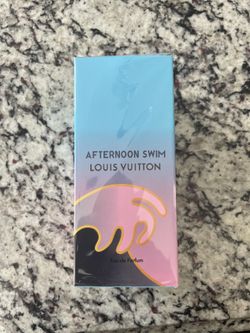 AFTERNOON SWIM
LOUIS VUITTON
Eau de Parfum